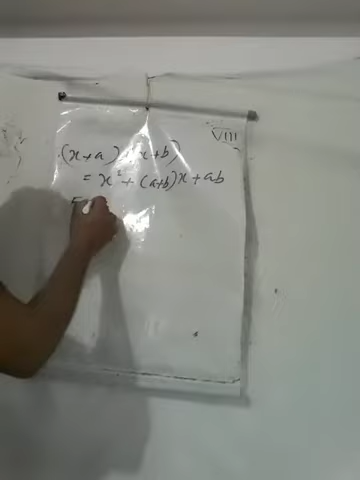 VIII
(x+a) (x+b)
= x² + (a+b)x + ab